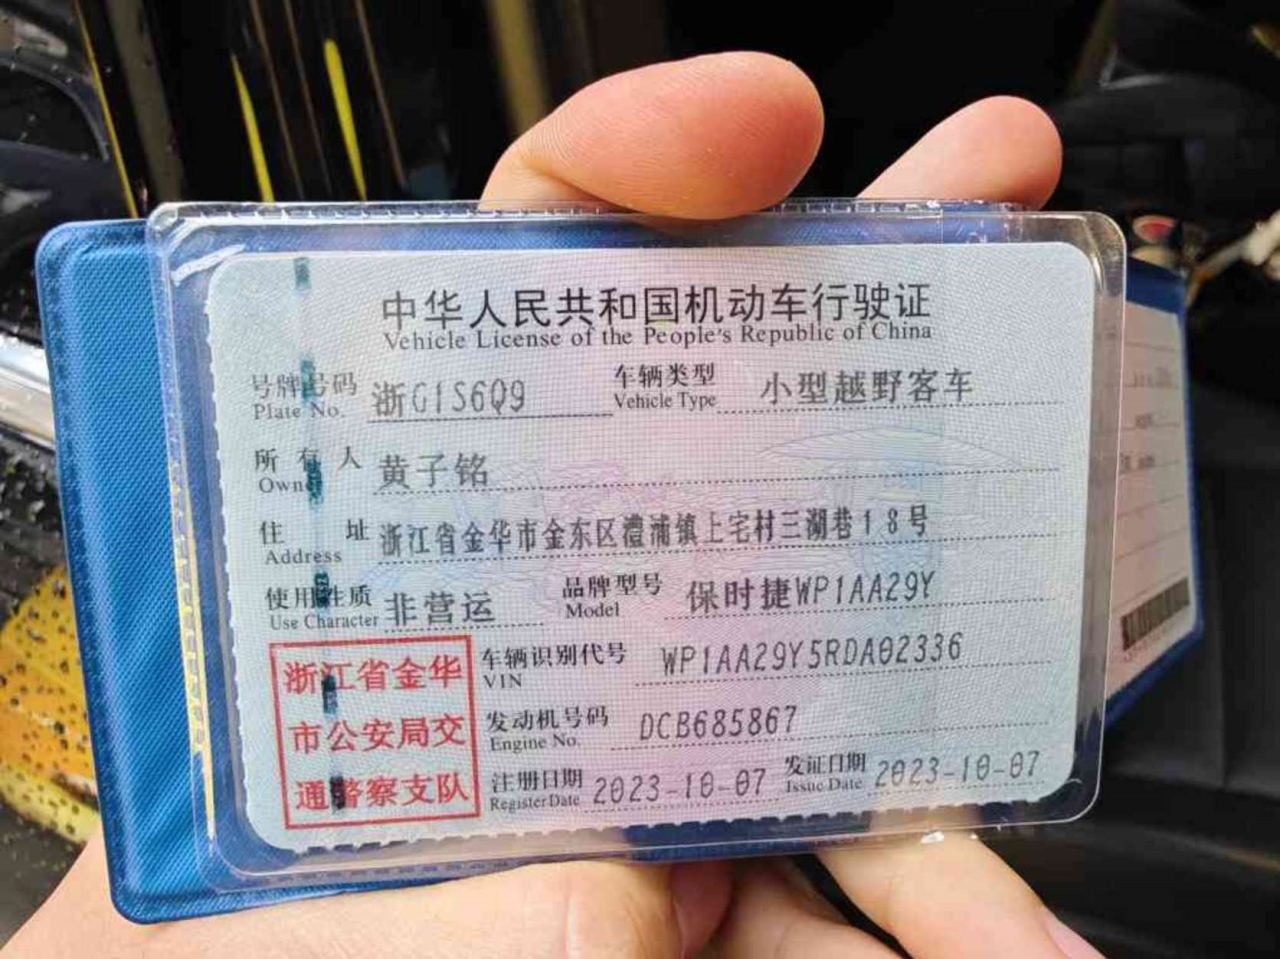 中华人民共和国机动车行驶证
Vehicle License of the People's Republic of China
号牌号码 浙G1S6Q9 车辆类型 小型越野客车
Plate No. Vehicle Type
所有人 黄子铭
Owner
住址 浙江省金华市金东区澧浦镇上宅村三湖巷18号
Address
使用性质 非营运 品牌型号 保时捷WP1AA29Y
Use Character Model
浙江省金华
市公安局交
通警察支队
车辆识别代号 WP1AA29Y5RDA02336
VIN
发动机号码 DCB685867
Engine No.
注册日期 2023-10-07 发证日期 2023-10-07
Register Date Issue Date